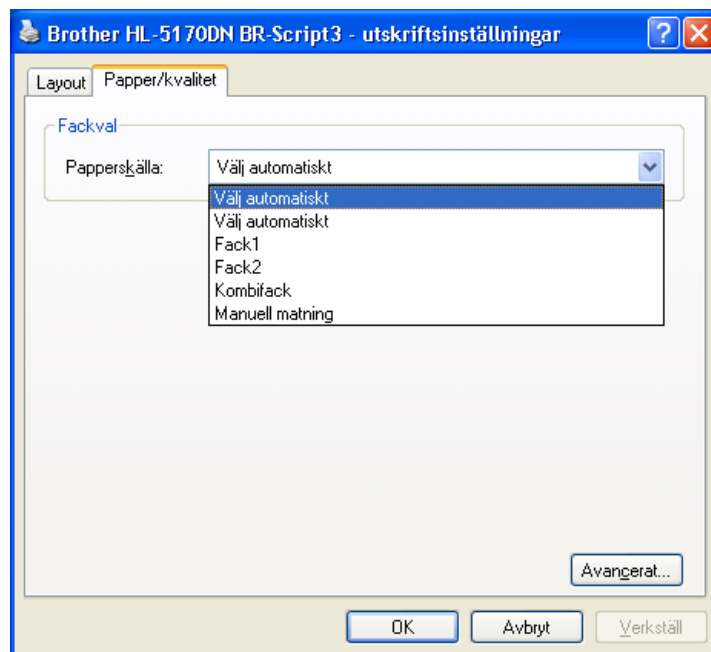 Brother HL-5170DN BR-Script3 - utskriftsinställningar
Layout Papper/kvalitet
Fackval
Papperskälla: Välj automatiskt
Välj automatiskt
Välj automatiskt
Fack1
Fack2
Kombifack
Manuell matning
Avancerat...
OK Avbryt Verkställ